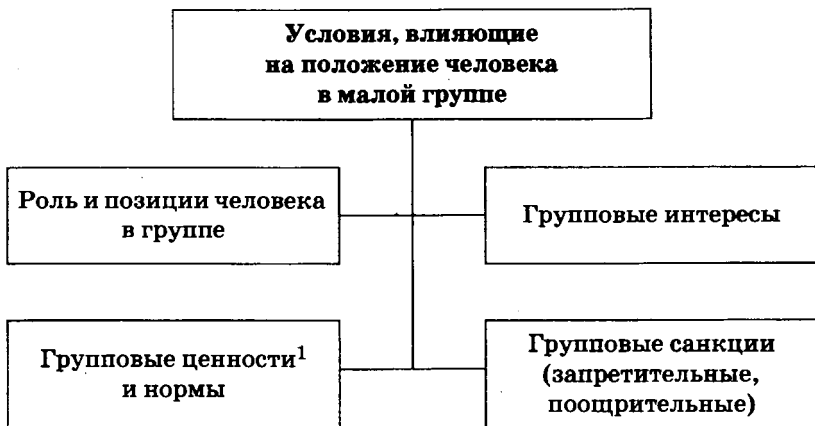 Условия, влияющие
на положение человека
в малой группе
Роль и позиции человека
в группе
Групповые интересы
Групповые ценности¹
и нормы
Групповые санкции
(запретительные,
поощрительные)